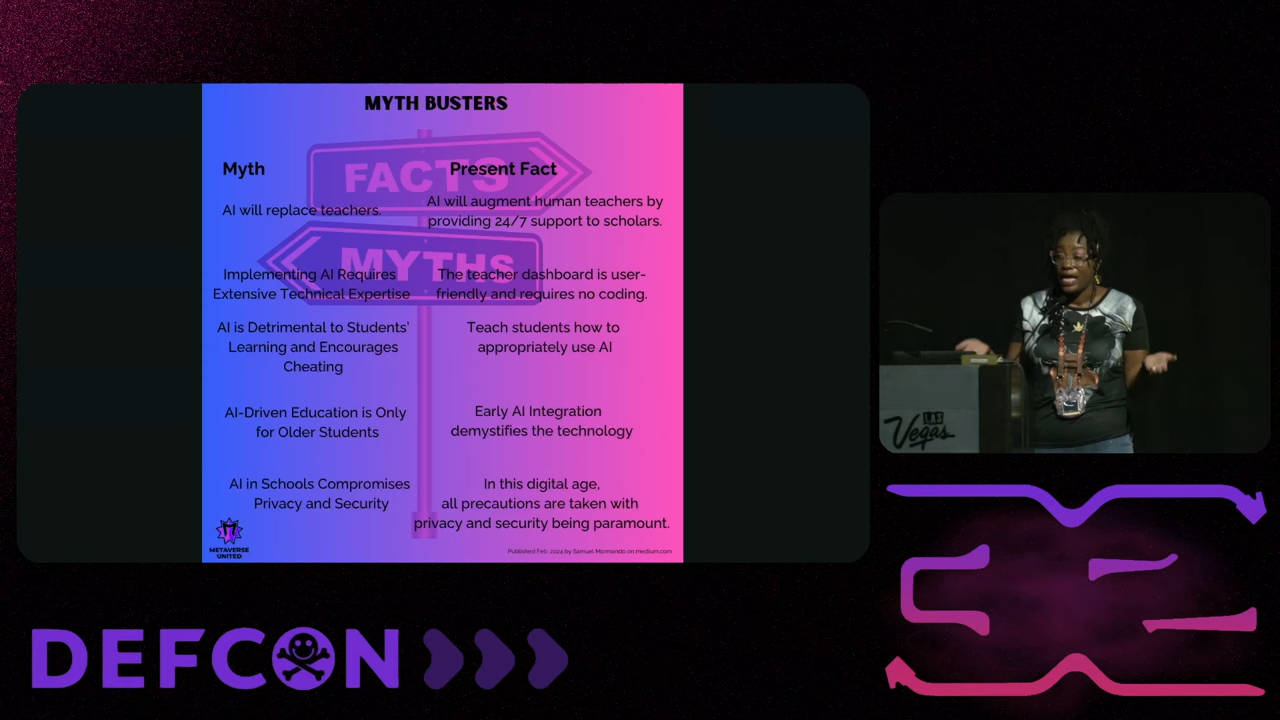 MYTH BUSTERS
FACTS
MYTHS
Myth
Present Fact
AI will replace teachers.
AI will augment human teachers by
providing 24/7 support to scholars.
Implementing AI Requires
Extensive Technical Expertise
The teacher dashboard is user-
friendly and requires no coding.
AI is Detrimental to Students'
Learning and Encourages
Cheating
Teach students how to
appropriately use AI
AI-Driven Education is Only
for Older Students
Early AI Integration
demystifies the technology
AI in Schools Compromises
Privacy and Security
In this digital age,
all precautions are taken with
privacy and security being paramount.
METAVERSE
UNITED
Published Feb. 2024 by Samuel Mormondo on medium.com
LAS
Vegas
DEFCON